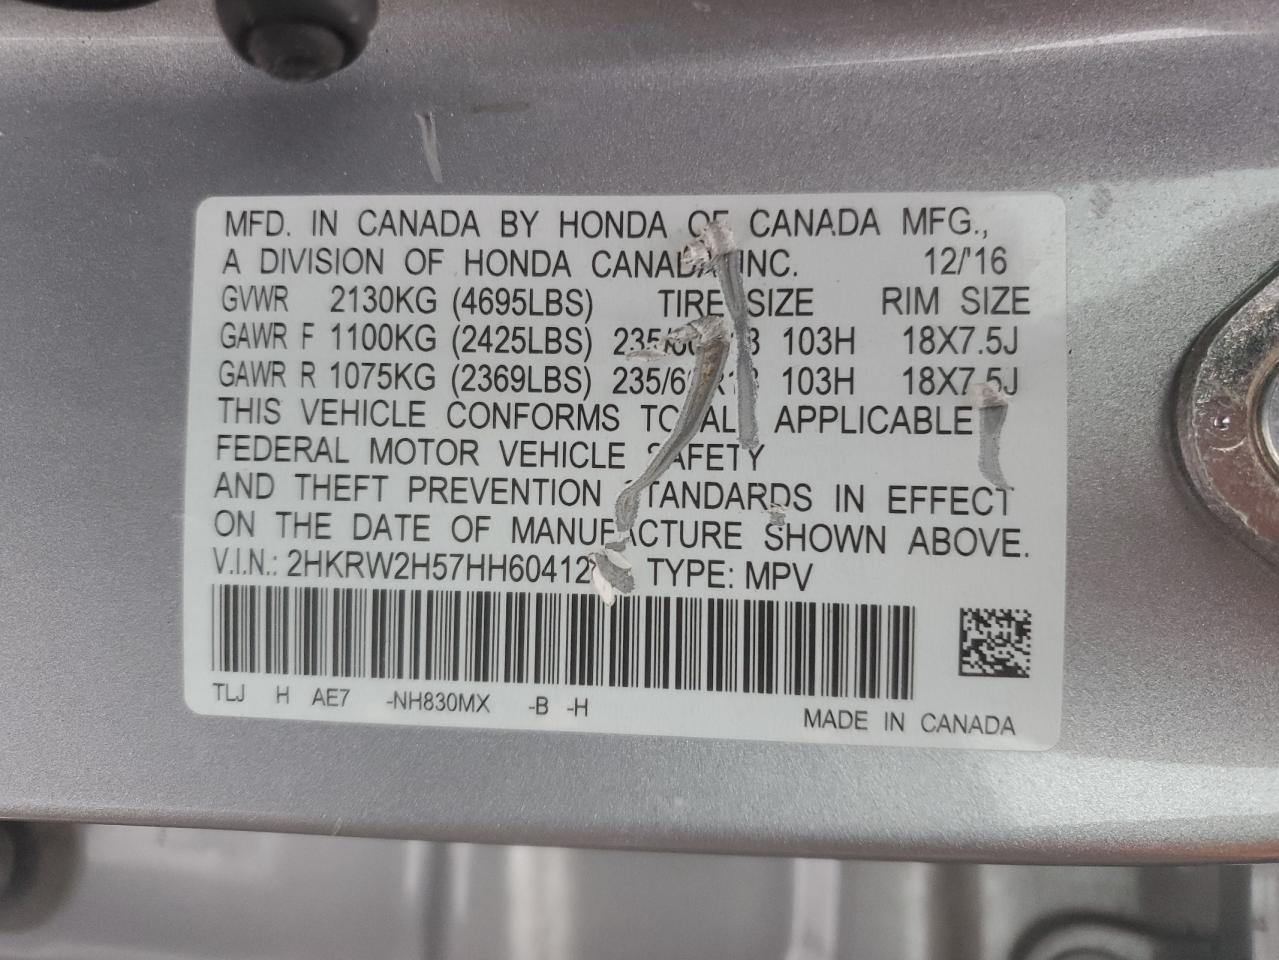 MFD. IN CANADA BY HONDA OF CANADA MFG.,
A DIVISION OF HONDA CANADA INC. 12/'16
GVWR 2130KG (4695LBS) TIRE SIZE RIM SIZE
GAWR F 1100KG (2425LBS) 103H 18X7.5J
GAWR R 1075KG (2369LBS) 103H 18X7.5J
THIS VEHICLE CONFORMS TO ALL APPLICABLE
FEDERAL MOTOR VEHICLE SAFETY
AND THEFT PREVENTION STANDARDS IN EFFECT
ON THE DATE OF MANUFACTURE SHOWN ABOVE.
V.I.N.: TYPE: MPV
TLJ H AE7 -NH830MX -B -H
MADE IN CANADA